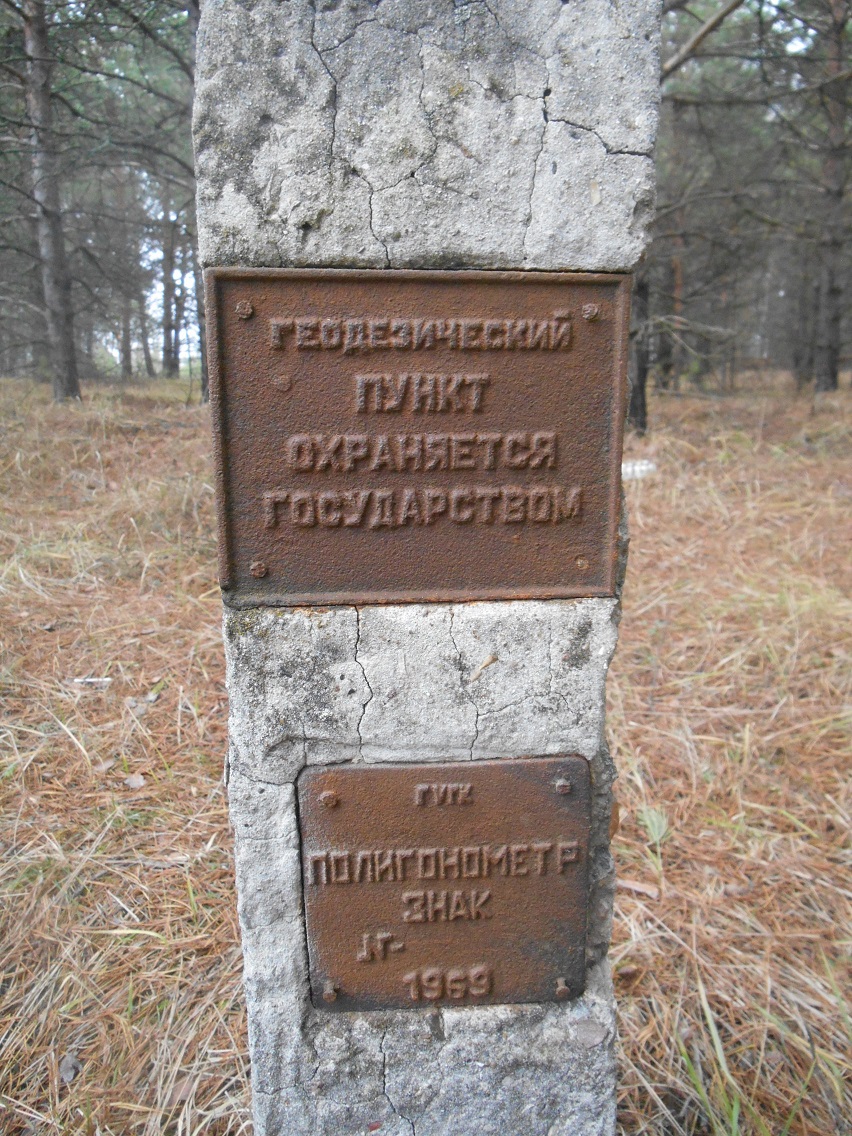 ГЕОДЕЗИЧЕСКИЙ
ПУНКТ
ОХРАНЯЕТСЯ
ГОСУДАРСТВОМ
ГУГК
ПОЛИГОНОМЕТР
ЗНАК
№
1969